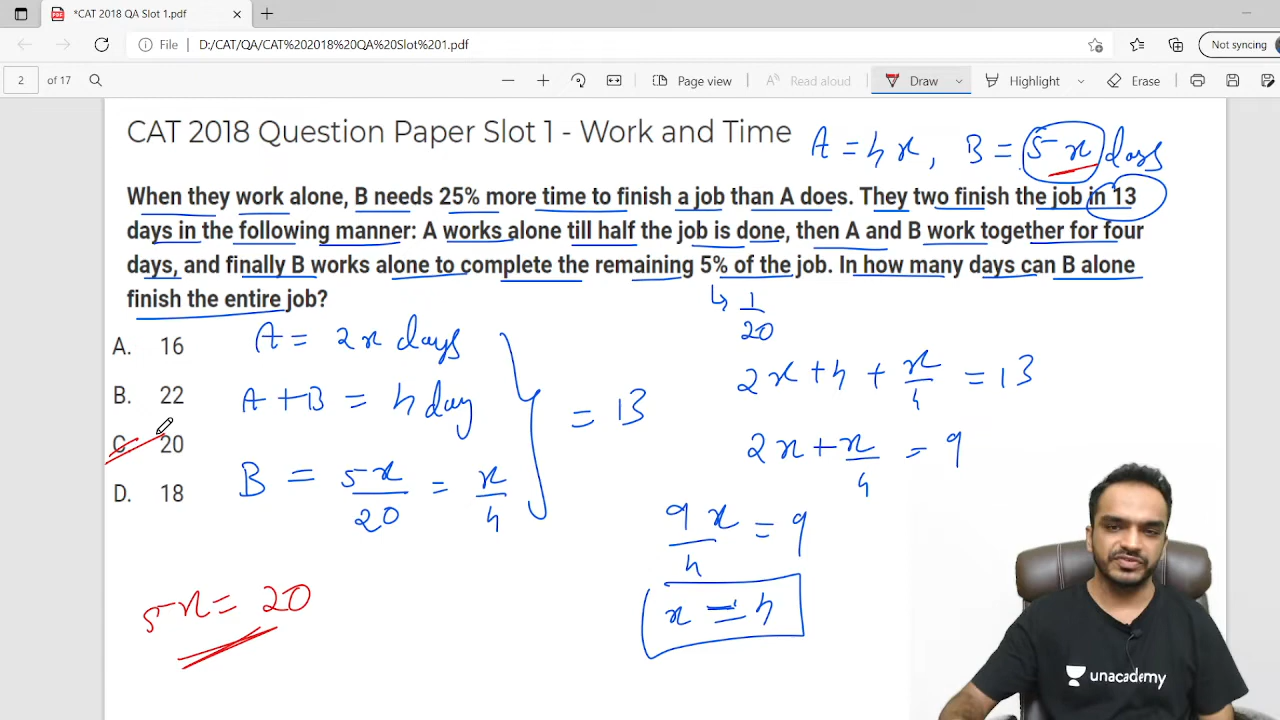 *CAT 2018 QA Slot 1.pdf
File D:/CAT/QA/CAT%202018%20QA%20Slot%201.pdf
Not syncing
2 of 17
Page view
Read aloud
Draw
Highlight
Erase
CAT 2018 Question Paper Slot 1 - Work and Time
A = 4x, B = 5x days
When they work alone, B needs 25% more time to finish a job than A does. They two finish the job in 13
days in the following manner: A works alone till half the job is done, then A and B work together for four
days, and finally B works alone to complete the remaining 5% of the job. In how many days can B alone
finish the entire job?
↳ 1/20
A. 16
B. 22
C. 20
D. 18
A = 2x days
A + B = 4 day
B = 5x/20 = x/4
= 13
2x + 4 + x/4 = 13
2x + x/4 = 9
9x/4 = 9
x = 4
5x = 20
unacademy